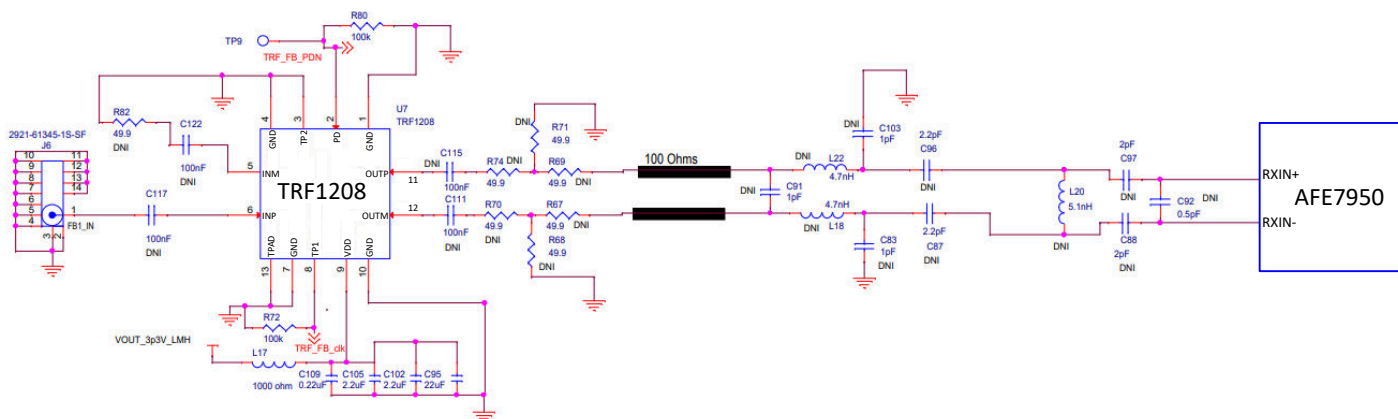 R80
100k
TP9
TRF_FB_PDN
U7
TRF1208
R82
49.9
DNI
C122
100nF
DNI
4
GND
3
TP2
2
PD
1
GND
2921-61345-1S-SF
J6
10
9
8
7
6
5
4
11
12
13
14
1
3
2
FB1_IN
C117
100nF
DNI
5
INM
6
INP
TRF1208
OUTP
11
OUTM
12
TPAD
13
GND
7
TP1
8
VDD
9
GND
10
DNI
C115
100nF
C111
100nF
DNI
R74
49.9
DNI
R70
49.9
DNI
DNI
R71
49.9
R69
49.9
DNI
R67
49.9
DNI
R68
49.9
DNI
100 Ohms
DNI
C91
1pF
DNI
L22
4.7nH
4.7nH
L18
DNI
DNI
C103
1pF
C83
1pF
DNI
C96
2.2pF
DNI
DNI
2.2pF
C87
DNI
L20
5.1nH
DNI
2pF
C97
DNI
C88
2pF
DNI
DNI
C92
0.5pF
RXIN+
RXIN-
AFE7950
R72
100k
TRF_FB_clk
VOUT_3p3V_LMH
L17
1000 ohm
C109
0.22uF
C105
2.2uF
C102
2.2uF
C95
22uF